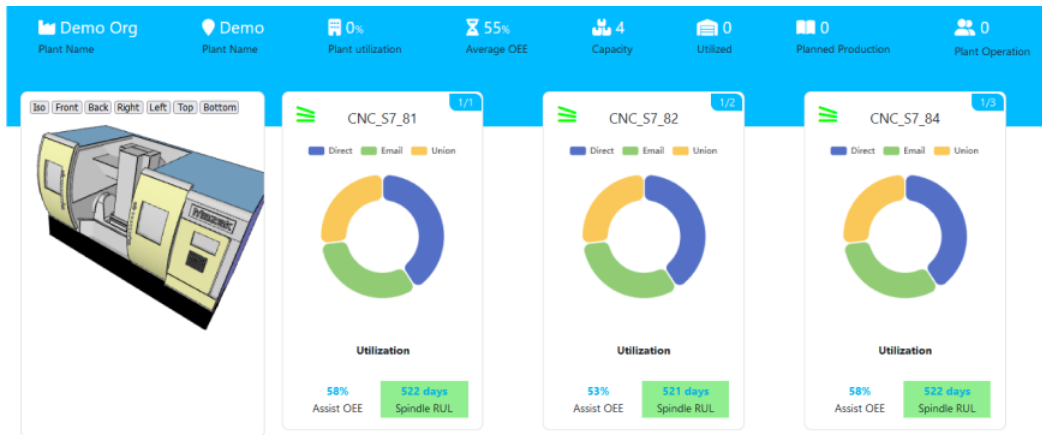 Demo Org
Plant Name
Demo
Plant Name
0%
Plant utilization
55%
Average OEE
4
Capacity
0
Utilized
0
Planned Production
0
Plant Operation
Iso Front Back Right Left Top Bottom
1/1
CNC_S7_81
Direct Email Union
Utilization
58%
Assist OEE
522 days
Spindle RUL
1/2
CNC_S7_82
Direct Email Union
Utilization
53%
Assist OEE
521 days
Spindle RUL
1/3
CNC_S7_84
Direct Email Union
Utilization
58%
Assist OEE
522 days
Spindle RUL